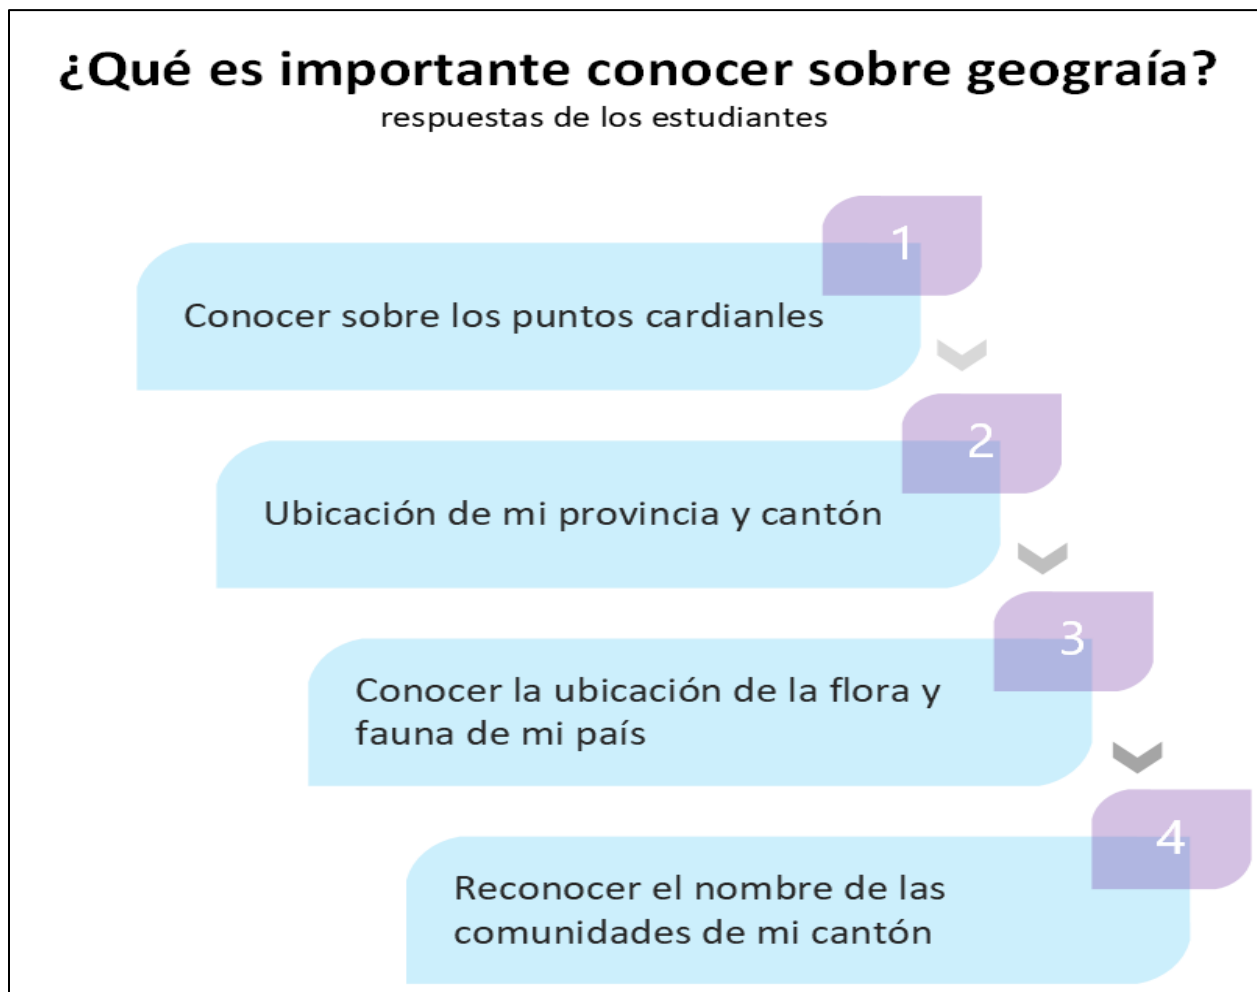 ¿Qué es importante conocer sobre geograía?
respuestas de los estudiantes
1
Conocer sobre los puntos cardianles
2
Ubicación de mi provincia y cantón
3
Conocer la ubicación de la flora y
fauna de mi país
4
Reconocer el nombre de las
comunidades de mi cantón